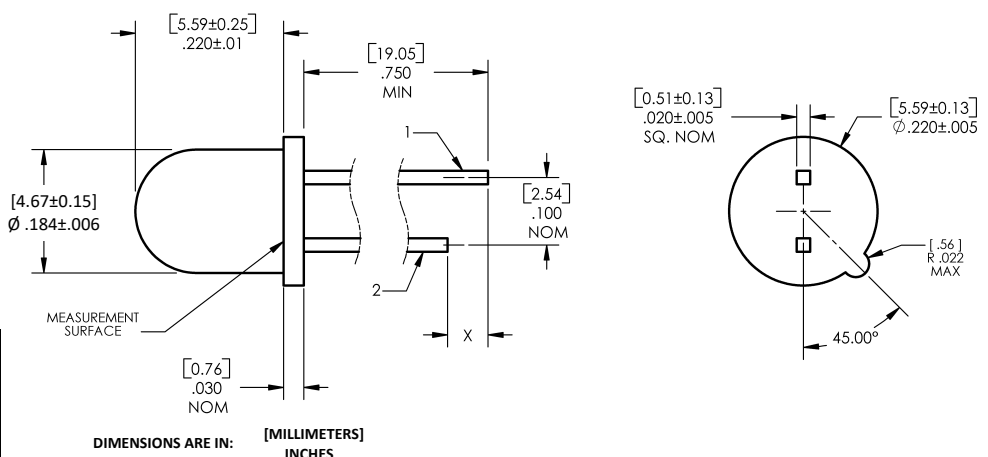 [5.59±0.25]
.220±.01
[19.05]
.750
MIN
1
[4.67±0.15]
Ø .184±.006
[2.54]
.100
NOM
2
MEASUREMENT
SURFACE
X
[0.76]
.030
NOM
[0.51±0.13]
.020±.005
SQ. NOM
[5.59±0.13]
Ø.220±.005
[.56]
R .022
MAX
45.00°
DIMENSIONS ARE IN: [MILLIMETERS]
INCHES